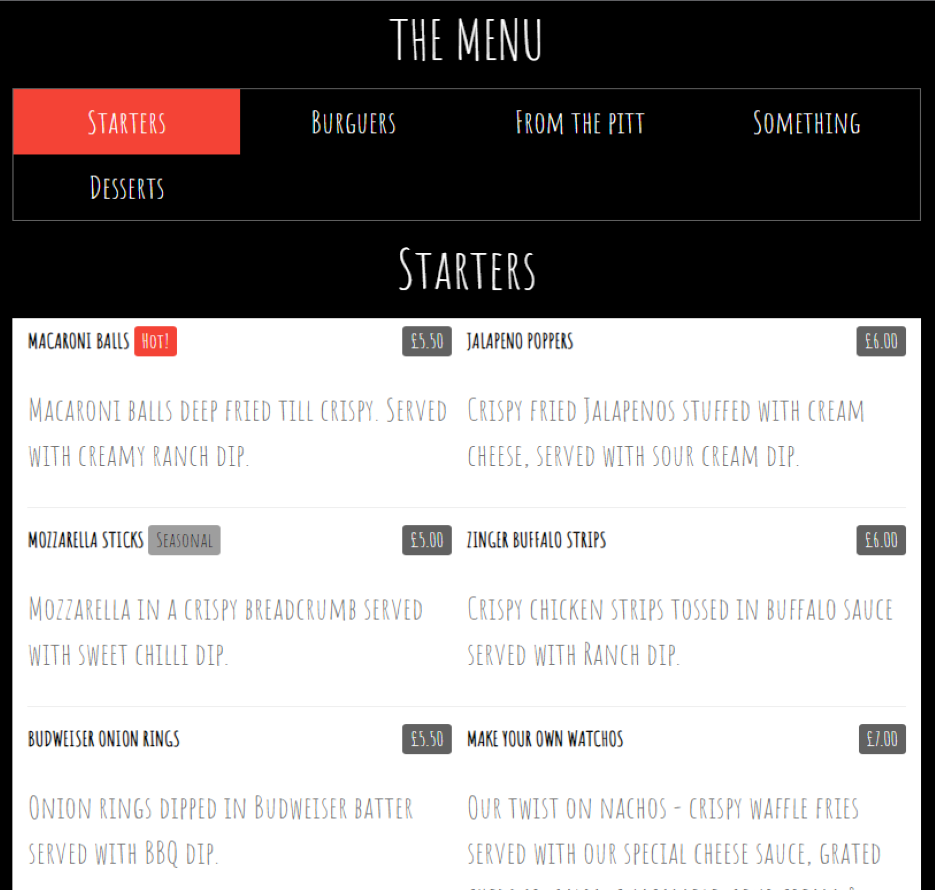 THE MENU
STARTERS
BURGUERS
FROM THE PITT
SOMETHING
DESSERTS
STARTERS
MACARONI BALLS Hot! £5.50
MACARONI BALLS DEEP FRIED TILL CRISPY. SERVED
WITH CREAMY RANCH DIP.
JALAPENO POPPERS £6.00
CRISPY FRIED JALAPENOS STUFFED WITH CREAM
CHEESE, SERVED WITH SOUR CREAM DIP.
MOZZARELLA STICKS SEASONAL £5.00
MOZZARELLA IN A CRISPY BREADCRUMB SERVED
WITH SWEET CHILLI DIP.
ZINGER BUFFALO STRIPS £6.00
CRISPY CHICKEN STRIPS TOSSED IN BUFFALO SAUCE
SERVED WITH RANCH DIP.
BUDWEISER ONION RINGS £5.50
ONION RINGS DIPPED IN BUDWEISER BATTER
SERVED WITH BBQ DIP.
MAKE YOUR OWN WATCHOS £7.00
OUR TWIST ON NACHOS - CRISPY WAFFLE FRIES
SERVED WITH OUR SPECIAL CHEESE SAUCE, GRATED